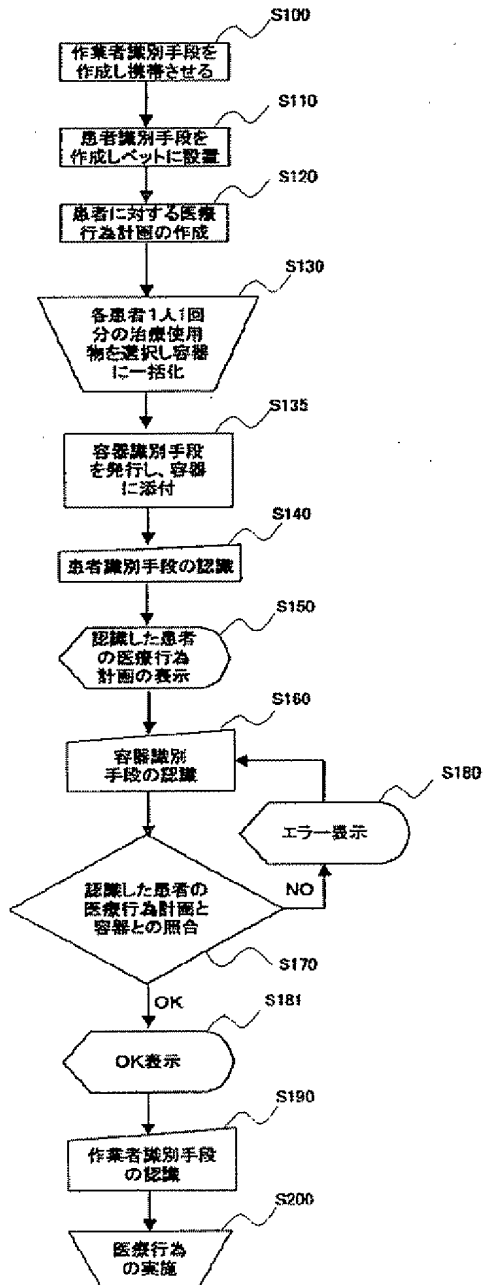 S100
作業者識別手段を
作成し携帯させる
S110
患者識別手段を
作成しベットに設置
S120
患者に対する医療
行為計画の作成
S130
各患者1人1回
分の治療使用
物を選択し容器
に一括化
S135
容器識別手段
を発行し、容器
に添付
S140
患者識別手段の認識
S150
認識した患者
の医療行為
計画の表示
S160
容器識別
手段の認識
S180
エラー表示
NO
認識した患者の
医療行為計画と
容器との照合
S170
OK
S181
OK表示
S190
作業者識別手段
の認識
S200
医療行為
の実施